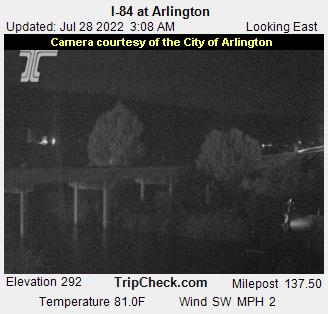 I-84 at Arlington
Updated: Jul 28 2022 3:08 AM Looking East
Camera courtesy of the City of Arlington
Elevation 292 TripCheck.com Milepost 137.50
Temperature 81.0F Wind SW MPH 2